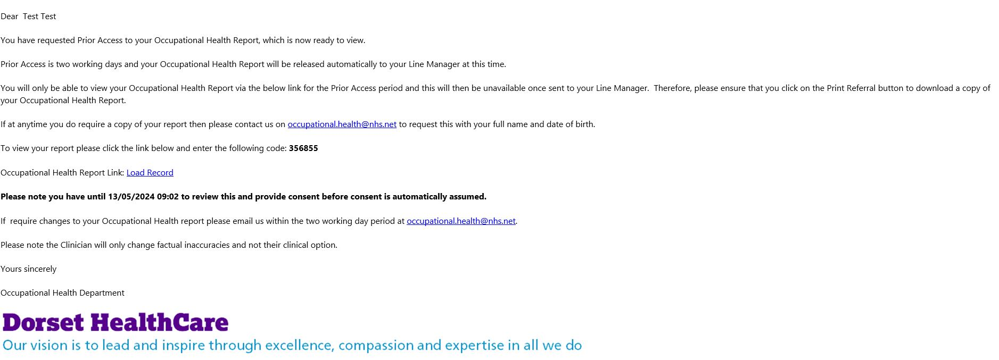 Dear  Test Test
You have requested Prior Access to your Occupational Health Report, which is now ready to view.
Prior Access is two working days and your Occupational Health Report will be released automatically to your Line Manager at this time.
You will only be able to view your Occupational Health Report via the below link for the Prior Access period and this will then be unavailable once sent to your Line Manager.  Therefore, please ensure that you click on the Print Referral button to download a copy of
your Occupational Health Report.
If at anytime you do require a copy of your report then please contact us on occupational.health@nhs.net to request this with your full name and date of birth.
To view your report please click the link below and enter the following code: 356855
Occupational Health Report Link: Load Record
Please note you have until 13/05/2024 09:02 to review this and provide consent before consent is automatically assumed.
If  require changes to your Occupational Health report please email us within the two working day period at occupational.health@nhs.net.
Please note the Clinician will only change factual inaccuracies and not their clinical option.
Yours sincerely
Occupational Health Department
Dorset HealthCare
Our vision is to lead and inspire through excellence, compassion and expertise in all we do